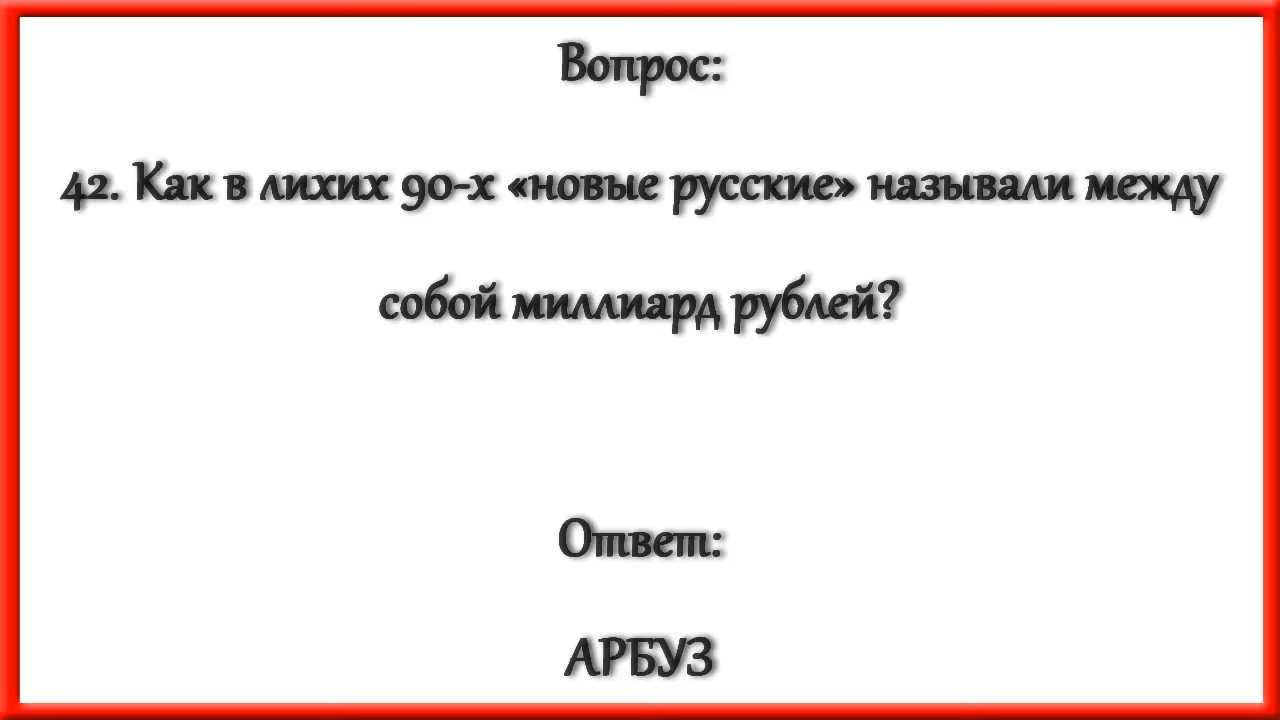 Вопрос:
42. Как в лихих 90-х «новые русские» называли между
собой миллиард рублей?
Ответ:
АРБУЗ